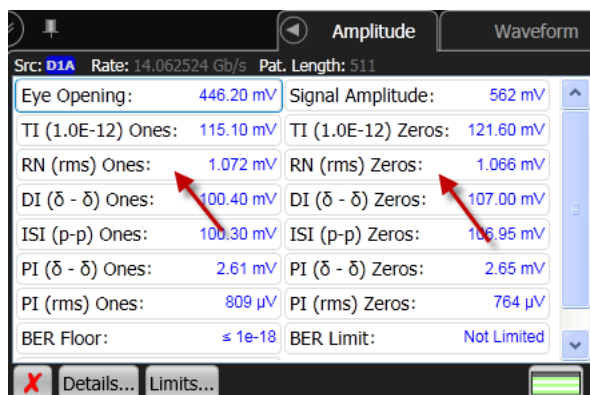 Amplitude Waveform
Src: D1A Rate: 14.062524 Gb/s Pat. Length: 511
Eye Opening: 446.20 mV Signal Amplitude: 562 mV
TI (1.0E-12) Ones: 115.10 mV TI (1.0E-12) Zeros: 121.60 mV
RN (rms) Ones: 1.072 mV RN (rms) Zeros: 1.066 mV
DI (δ - δ) Ones: 100.40 mV DI (δ - δ) Zeros: 107.00 mV
ISI (p-p) Ones: 100.30 mV ISI (p-p) Zeros: 106.95 mV
PI (δ - δ) Ones: 2.61 mV PI (δ - δ) Zeros: 2.65 mV
PI (rms) Ones: 809 µV PI (rms) Zeros: 764 µV
BER Floor: ≤ 1e-18 BER Limit: Not Limited
Details... Limits...